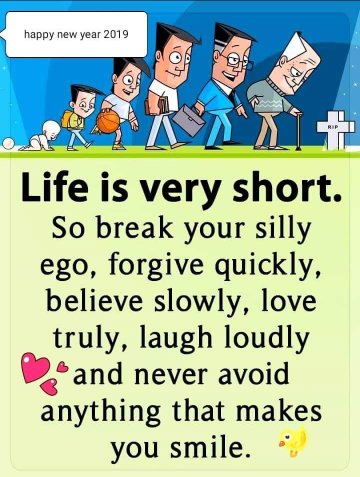 happy new year 2019
RIP
Life is very short.
So break your silly
ego, forgive quickly,
believe slowly, love
truly, laugh loudly
and never avoid
anything that makes
you smile.